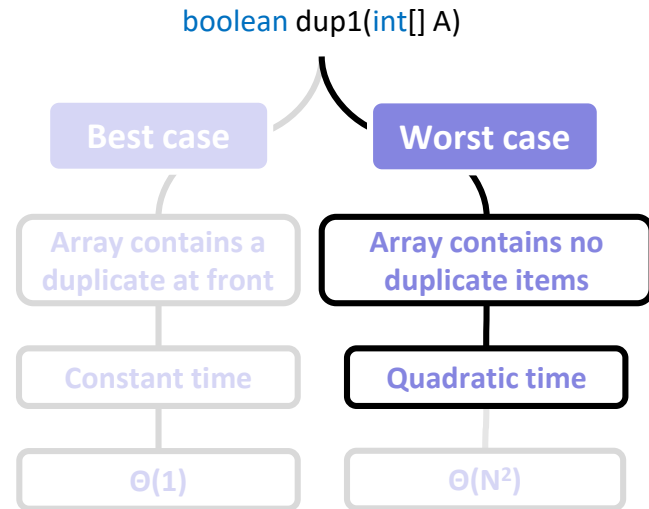 boolean dup1(int[] A)
Best case
Worst case
Array contains a
duplicate at front
Array contains no
duplicate items
Constant time
Quadratic time
Θ(1)
Θ(N²)